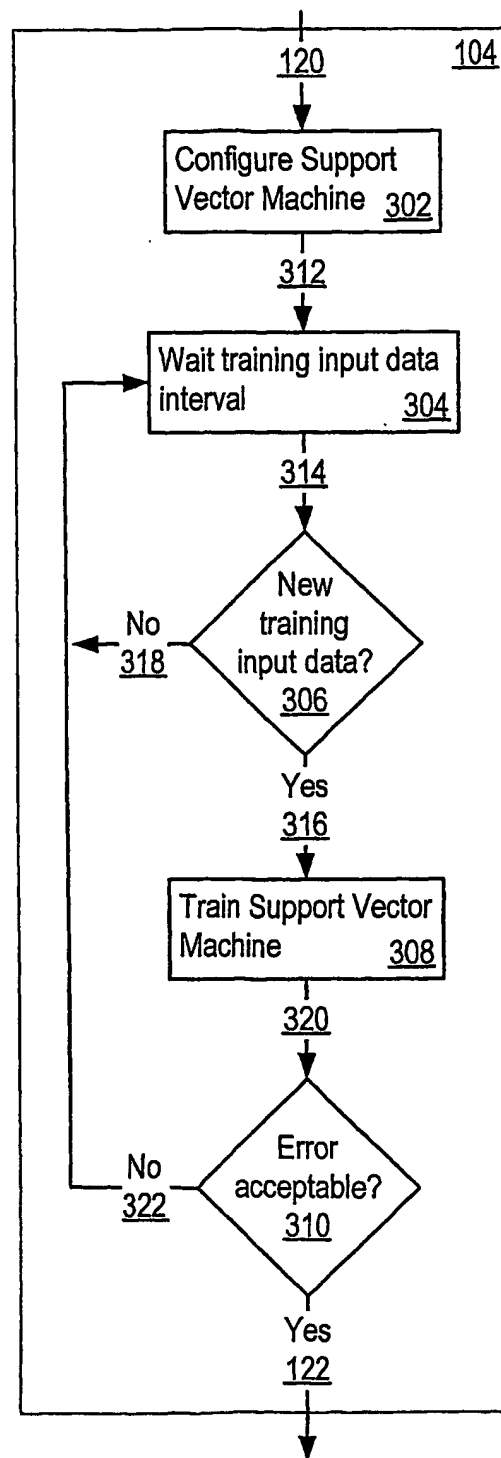 120
104
Configure Support
Vector Machine 302
312
Wait training input data
interval 304
314
New
training
input data?
306
No
318
Yes
316
Train Support Vector
Machine 308
320
Error
acceptable?
310
No
322
Yes
122